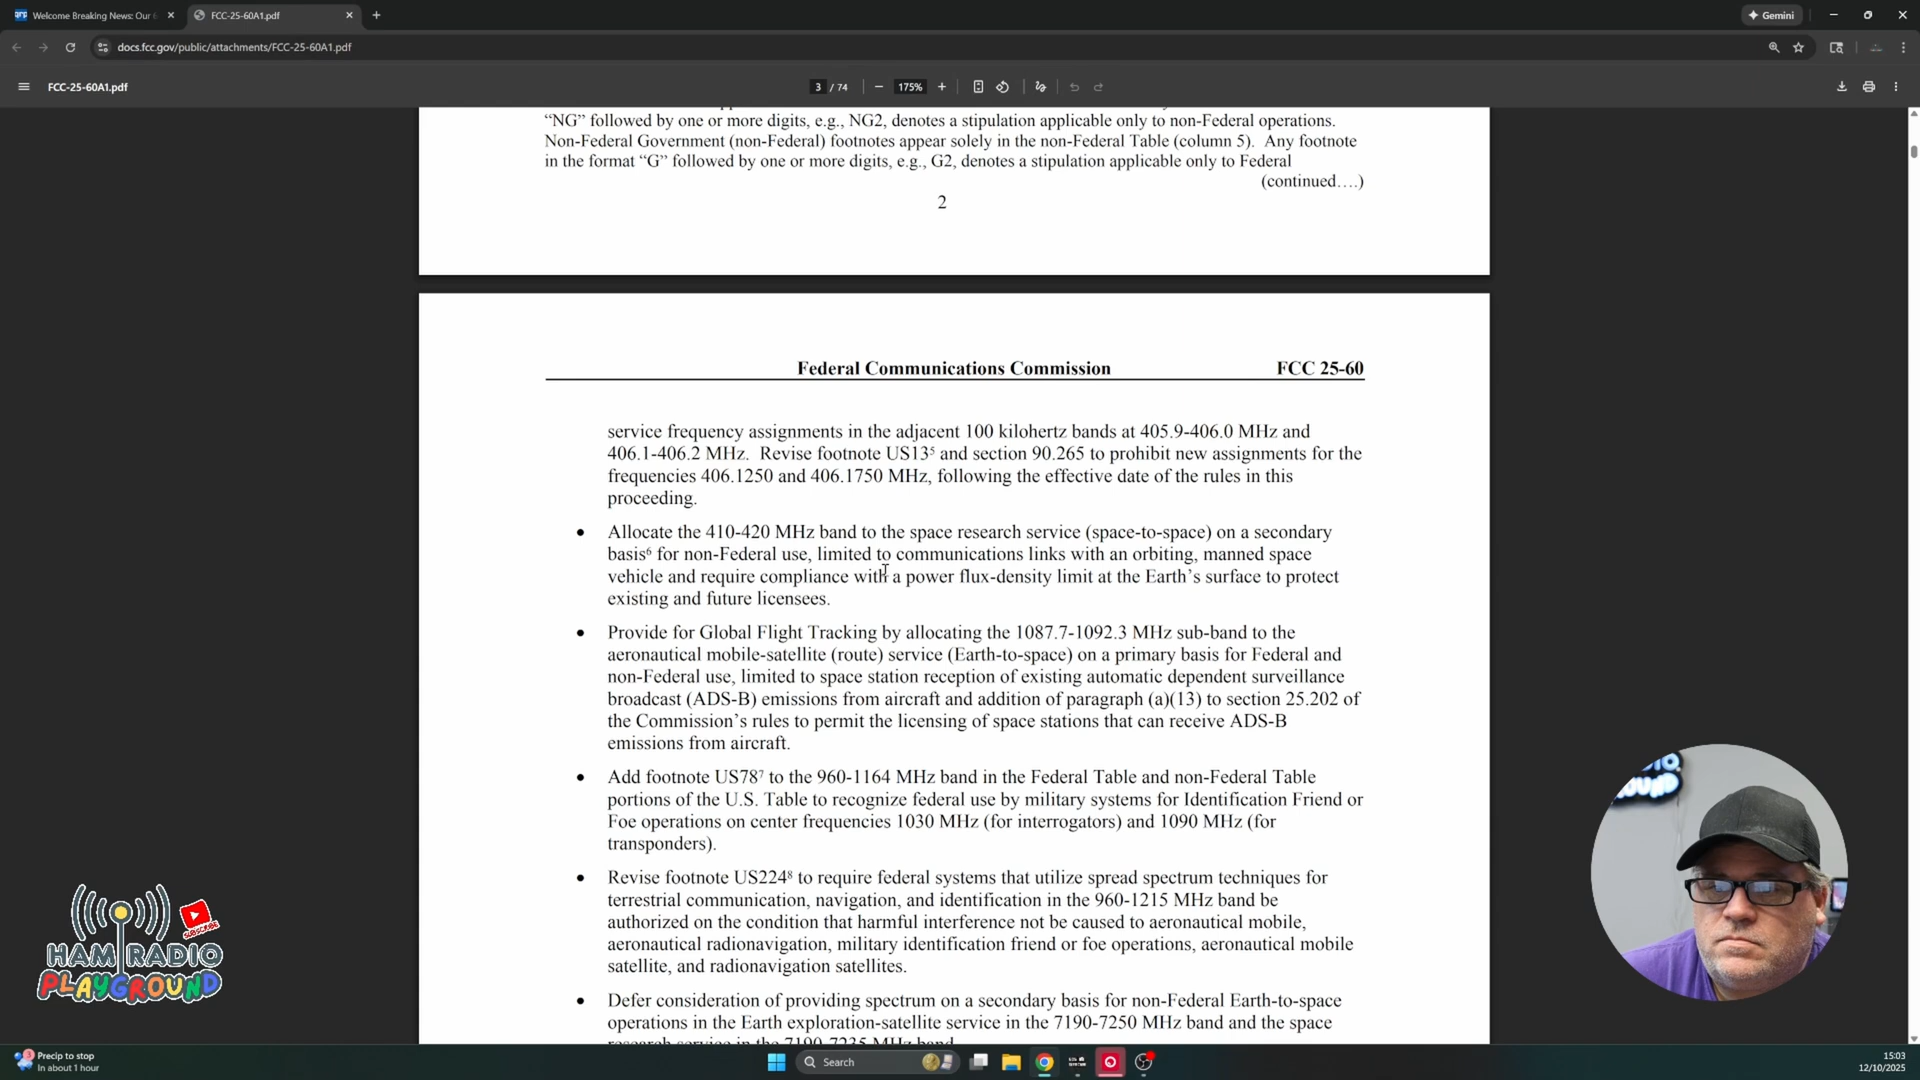 Welcome Breaking News: Our
FCC-25-60A1.pdf
Gemini
docs.fcc.gov/public/attachments/FCC-25-60A1.pdf
FCC-25-60A1.pdf
3 / 74
175%
“NG” followed by one or more digits, e.g., NG2, denotes a stipulation applicable only to non-Federal operations.
Non-Federal Government (non-Federal) footnotes appear solely in the non-Federal Table (column 5). Any footnote
in the format “G” followed by one or more digits, e.g., G2, denotes a stipulation applicable only to Federal
(continued….)
2
Federal Communications Commission FCC 25-60
service frequency assignments in the adjacent 100 kilohertz bands at 405.9-406.0 MHz and
406.1-406.2 MHz. Revise footnote US13⁵ and section 90.265 to prohibit new assignments for the
frequencies 406.1250 and 406.1750 MHz, following the effective date of the rules in this
proceeding.
• Allocate the 410-420 MHz band to the space research service (space-to-space) on a secondary
basis⁶ for non-Federal use, limited to communications links with an orbiting, manned space
vehicle and require compliance with a power flux-density limit at the Earth’s surface to protect
existing and future licensees.
• Provide for Global Flight Tracking by allocating the 1087.7-1092.3 MHz sub-band to the
aeronautical mobile-satellite (route) service (Earth-to-space) on a primary basis for Federal and
non-Federal use, limited to space station reception of existing automatic dependent surveillance
broadcast (ADS-B) emissions from aircraft and addition of paragraph (a)(13) to section 25.202 of
the Commission’s rules to permit the licensing of space stations that can receive ADS-B
emissions from aircraft.
• Add footnote US78⁷ to the 960-1164 MHz band in the Federal Table and non-Federal Table
portions of the U.S. Table to recognize federal use by military systems for Identification Friend or
Foe operations on center frequencies 1030 MHz (for interrogators) and 1090 MHz (for
transponders).
• Revise footnote US224⁸ to require federal systems that utilize spread spectrum techniques for
terrestrial communication, navigation, and identification in the 960-1215 MHz band be
authorized on the condition that harmful interference not be caused to aeronautical mobile,
aeronautical radionavigation, military identification friend or foe operations, aeronautical mobile
satellite, and radionavigation satellites.
• Defer consideration of providing spectrum on a secondary basis for non-Federal Earth-to-space
operations in the Earth exploration-satellite service in the 7190-7250 MHz band and the space
research service in the 7190-7235 MHz band
SUBSCRIBE
HAM RADIO
PLAYGROUND
Precip to stop
In about 1 hour
Search
15:03
12/10/2025